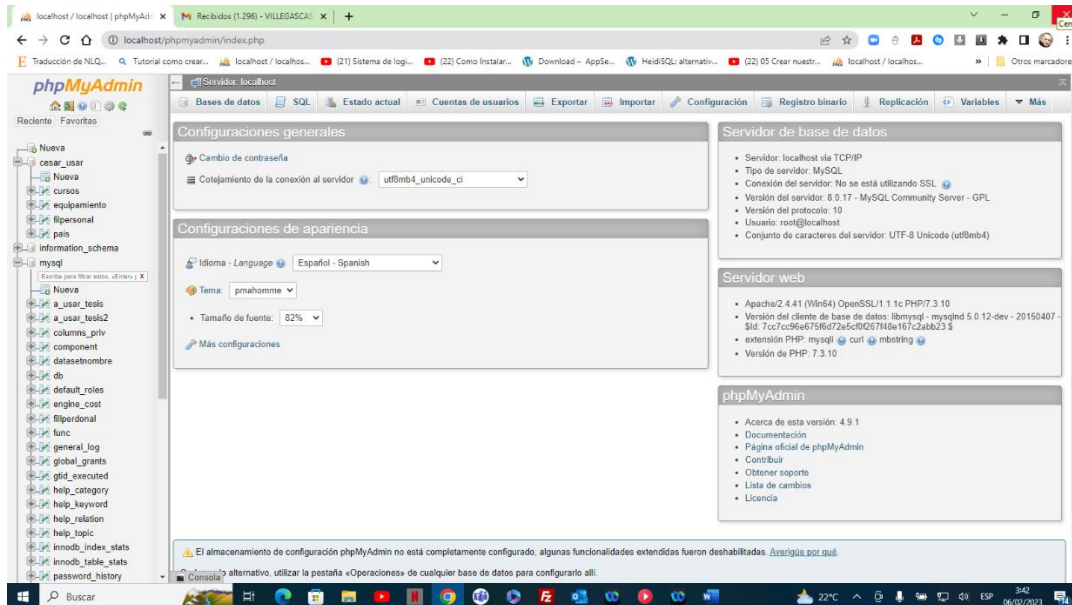 localhost / localhost | phpMyAdm
Recibidos (1.296) - VILLEGASCAS
Cerr
localhost/phpmyadmin/index.php
Traducción de NLQ...
Tutorial como crear...
localhost / localhos...
(21) Sistema de logi...
(22) Como Instalar...
Download – AppSe...
HeidiSQL: alternativ...
(22) 05 Crear nuestr...
localhost / localhos...
»
Otros marcadore
phpMyAdmin
Reciente Favoritas
Nueva
cesar_usar
Nueva
cursos
equipamiento
filpersonal
pais
information_schema
mysql
Escribe para filtrar estos, «Enter» (
X
Nueva
a_usar_tesis
a_usar_tesis2
columns_priv
component
datasetnombre
db
default_roles
engine_cost
fillperdonal
func
general_log
global_grants
gtid_executed
help_category
help_keyword
help_relation
help_topic
innodb_index_stats
innodb_table_stats
password_history
Servidor: localhost
Bases de datos SQL Estado actual Cuentas de usuarios Exportar Importar Configuración Registro binario Replicación Variables Más
Configuraciones generales
Cambio de contraseña
Cotejamiento de la conexión al servidor : utf8mb4_unicode_ci
Configuraciones de apariencia
Idioma - Language Español - Spanish
Tema: pmahomme
• Tamaño de fuente: 82%
Más configuraciones
Servidor de base de datos
• Servidor: localhost via TCP/IP
• Tipo de servidor: MySQL
• Conexión del servidor: No se está utilizando SSL
• Versión del servidor: 8.0.17 - MySQL Community Server - GPL
• Versión del protocolo: 10
• Usuario: root@localhost
• Conjunto de caracteres del servidor: UTF-8 Unicode (utf8mb4)
Servidor web
• Apache/2.4.41 (Win64) OpenSSL/1.1.1c PHP/7.3.10
• Versión del cliente de base de datos: libmysql - mysqlnd 5.0.12-dev - 20150407 -
$Id: 7cc7cc96e675f6d72e5cf0f267f48e167c2abb23 $
• extensión PHP: mysqli curl mbstring
• Versión de PHP: 7.3.10
phpMyAdmin
• Acerca de esta versión: 4.9.1
• Documentación
• Página oficial de phpMyAdmin
• Contribuir
• Obtener soporte
• Lista de cambios
• Licencia
El almacenamiento de configuración phpMyAdmin no está completamente configurado, algunas funcionalidades extendidas fueron deshabilitadas. Averigüe por qué.
alternativo, utilizar la pestaña «Operaciones» de cualquier base de datos para configurarlo allí.
Consola
Buscar
22°C
ESP
3:42
06/02/2023